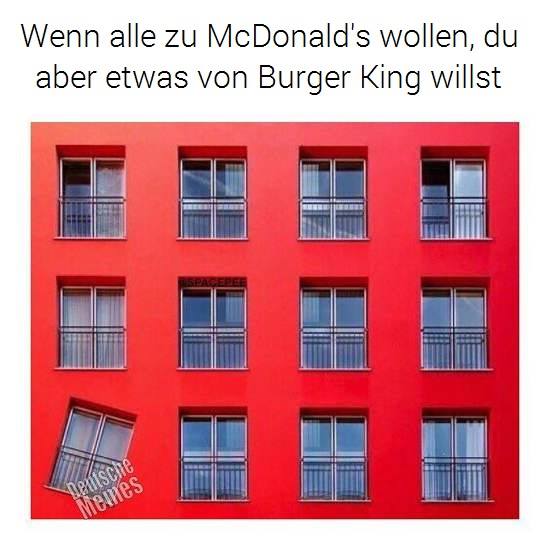 Wenn alle zu McDonald's wollen, du
aber etwas von Burger King willst
SPACEPEE
Deutsche
Memes